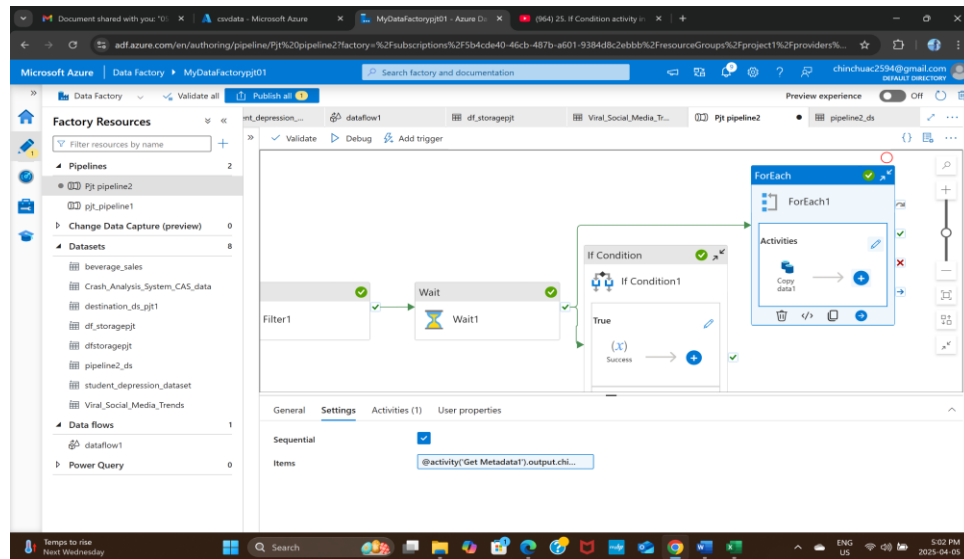 Document shared with you: "05
csvdata - Microsoft Azure
MyDataFactorypjt01 - Azure Da
(964) 25. If Condition activity in
adf.azure.com/en/authoring/pipeline/Pjt%20pipeline2?factory=%2Fsubscriptions%2F5b4cde40-46cb-487b-a601-9384d8c2ebbb%2FresourceGroups%2Fproject1%2Fproviders%...
Microsoft Azure
Data Factory
MyDataFactorypjt01
Search factory and documentation
chinchuac2594@gmail.com
DEFAULT DIRECTORY
Data Factory
Validate all
Publish all 1
Preview experience
Off
Factory Resources
Filter resources by name
Pipelines 2
Pjt pipeline2
pjt_pipeline1
Change Data Capture (preview) 0
Datasets 8
beverage_sales
Crash_Analysis_System_CAS_data
destination_ds_pjt1
df_storagepjt
dfstoragepjt
pipeline2_ds
student_depression_dataset
Viral_Social_Media_Trends
Data flows 1
dataflow1
Power Query 0
ent_depression_...
dataflow1
df_storagepjt
Viral_Social_Media_Tr...
Pjt pipeline2
pipeline2_ds
Validate
Debug
Add trigger
Filter1
Wait
Wait1
If Condition
If Condition1
True
(x)
Success
ForEach
ForEach1
Activities
Copy
data1
General
Settings
Activities (1)
User properties
Sequential
Items
@activity('Get Metadata1').output.chi...
Temps to rise
Next Wednesday
Search
ENG
US
5:02 PM
2025-04-05